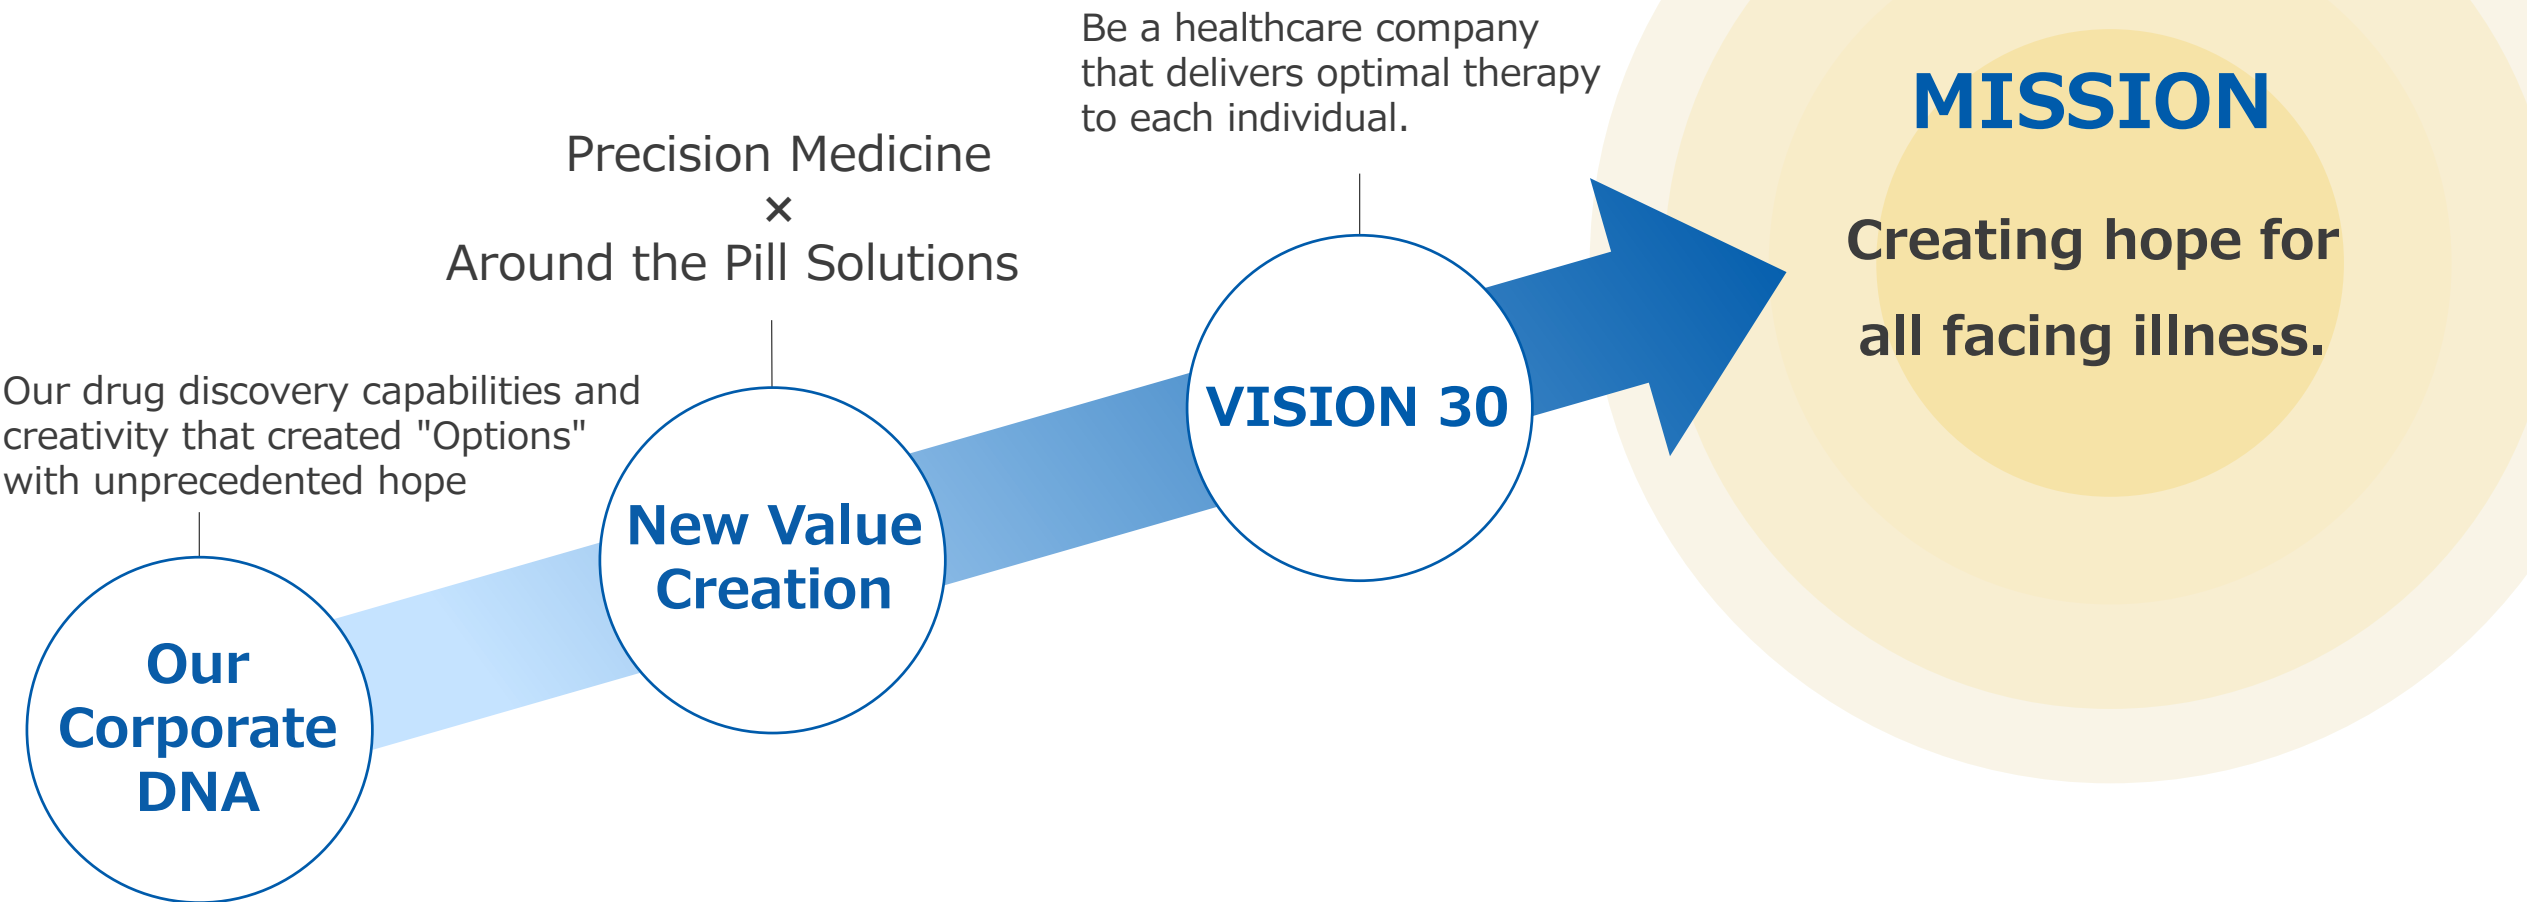 Our drug discovery capabilities and
creativity that created "Options"
with unprecedented hope
Our
Corporate
DNA
Precision Medicine
×
Around the Pill Solutions
New Value
Creation
Be a healthcare company
that delivers optimal therapy
to each individual.
VISION 30
MISSION
Creating hope for
all facing illness.